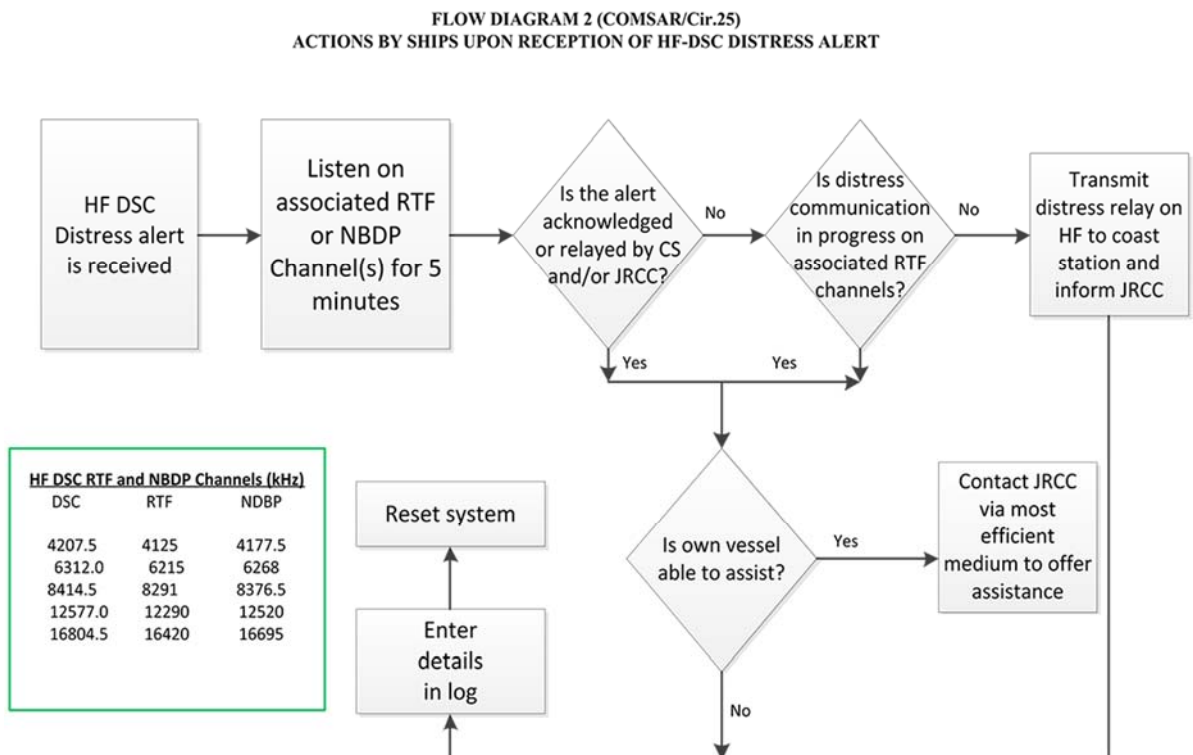 FLOW DIAGRAM 2 (COMSAR/Cir.25)
ACTIONS BY SHIPS UPON RECEPTION OF HF-DSC DISTRESS ALERT
HF DSC
Distress alert
is received
Listen on
associated RTF
or NBDP
Channel(s) for 5
minutes
Is the alert
acknowledged
or relayed by CS
and/or JRCC?
No
Is distress
communication
in progress on
associated RTF
channels?
No
Transmit
distress relay on
HF to coast
station and
inform JRCC
Yes
Yes
HF DSC RTF and NBDP Channels (kHz)
DSC RTF NDBP
4207.5 4125 4177.5
6312.0 6215 6268
8414.5 8291 8376.5
12577.0 12290 12520
16804.5 16420 16695
Reset system
Enter
details
in log
Is own vessel
able to assist?
Yes
Contact JRCC
via most
efficient
medium to offer
assistance
No